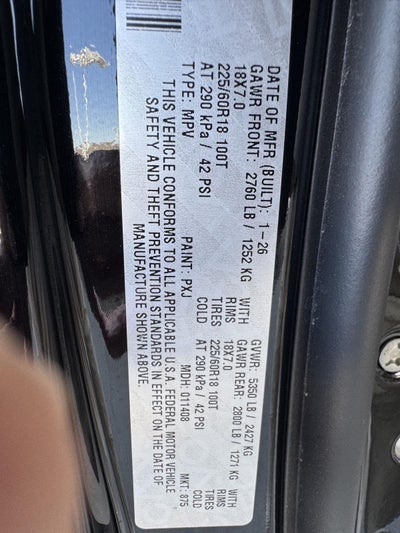 DATE OF MFR (BUILT): 1-26 GVWR: 5350 LB / 2427 KG
GAWR FRONT: 2760 LB / 1252 KG WITH GAWR REAR: 2800 LB / 1271 KG WITH
18X7.0 RIMS 18X7.0 RIMS
225/60R18 100T TIRES 225/60R18 100T TIRES
AT 290 kPa / 42 PSI COLD AT 290 kPa / 42 PSI COLD
TYPE: MPV PAINT: PXJ MDH: 011408 MKT: 875
THIS VEHICLE CONFORMS TO ALL APPLICABLE U.S.A. FEDERAL MOTOR VEHICLE
SAFETY AND THEFT PREVENTION STANDARDS IN EFFECT ON THE DATE OF
MANUFACTURE SHOWN ABOVE.